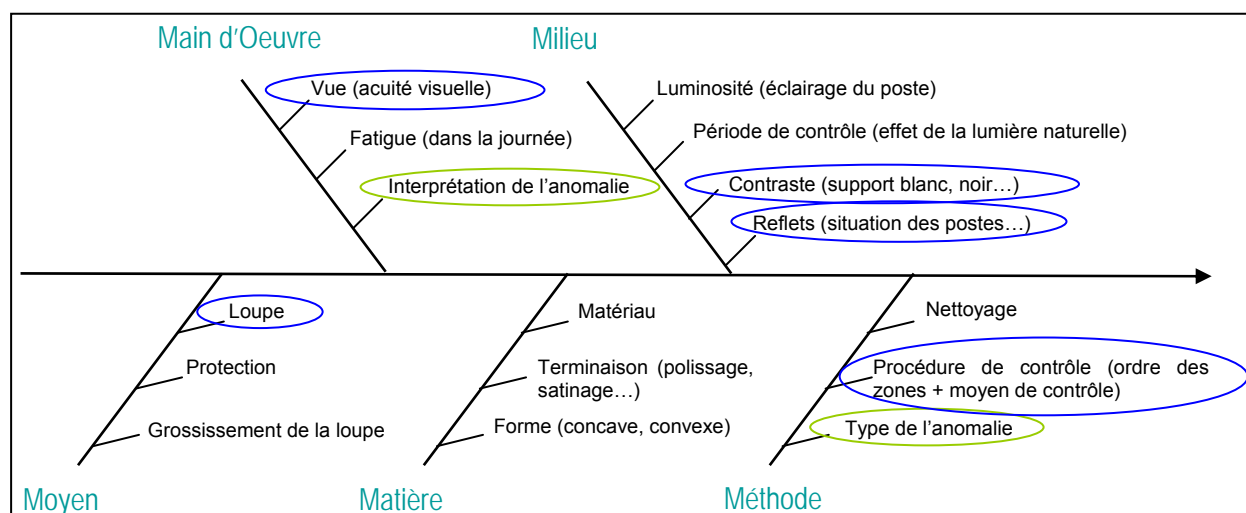 Main d'Oeuvre
Vue (acuité visuelle)
Fatigue (dans la journée)
Interprétation de l'anomalie
Milieu
Luminosité (éclairage du poste)
Période de contrôle (effet de la lumière naturelle)
Contraste (support blanc, noir…)
Reflets (situation des postes…)
Loupe
Protection
Grossissement de la loupe
Moyen
Matériau
Terminaison (polissage,
satinage…)
Forme (concave, convexe)
Matière
Nettoyage
Procédure de contrôle (ordre des
zones + moyen de contrôle)
Type de l'anomalie
Méthode